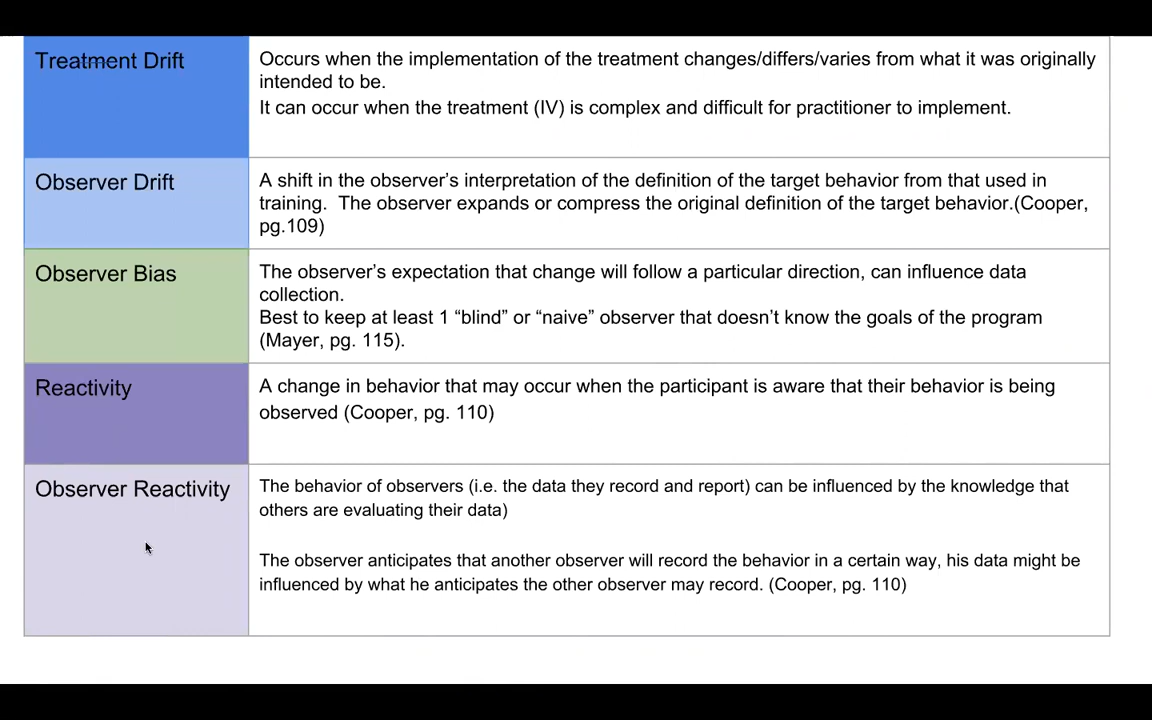 Treatment Drift
Occurs when the implementation of the treatment changes/differs/varies from what it was originally
intended to be.
It can occur when the treatment (IV) is complex and difficult for practitioner to implement.
Observer Drift
A shift in the observer’s interpretation of the definition of the target behavior from that used in
training.  The observer expands or compress the original definition of the target behavior.(Cooper,
pg.109)
Observer Bias
The observer’s expectation that change will follow a particular direction, can influence data
collection.
Best to keep at least 1 “blind” or “naive” observer that doesn’t know the goals of the program
(Mayer, pg. 115).
Reactivity
A change in behavior that may occur when the participant is aware that their behavior is being
observed (Cooper, pg. 110)
Observer Reactivity
The behavior of observers (i.e. the data they record and report) can be influenced by the knowledge that
others are evaluating their data)
The observer anticipates that another observer will record the behavior in a certain way, his data might be
influenced by what he anticipates the other observer may record. (Cooper, pg. 110)